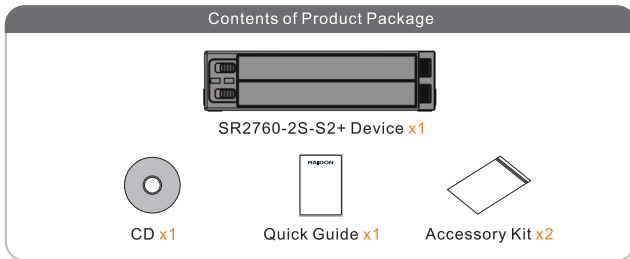 Contents of Product Package
SR2760-2S-S2+ Device x1
RAIDON
CD x1
Quick Guide x1
Accessory Kit x2